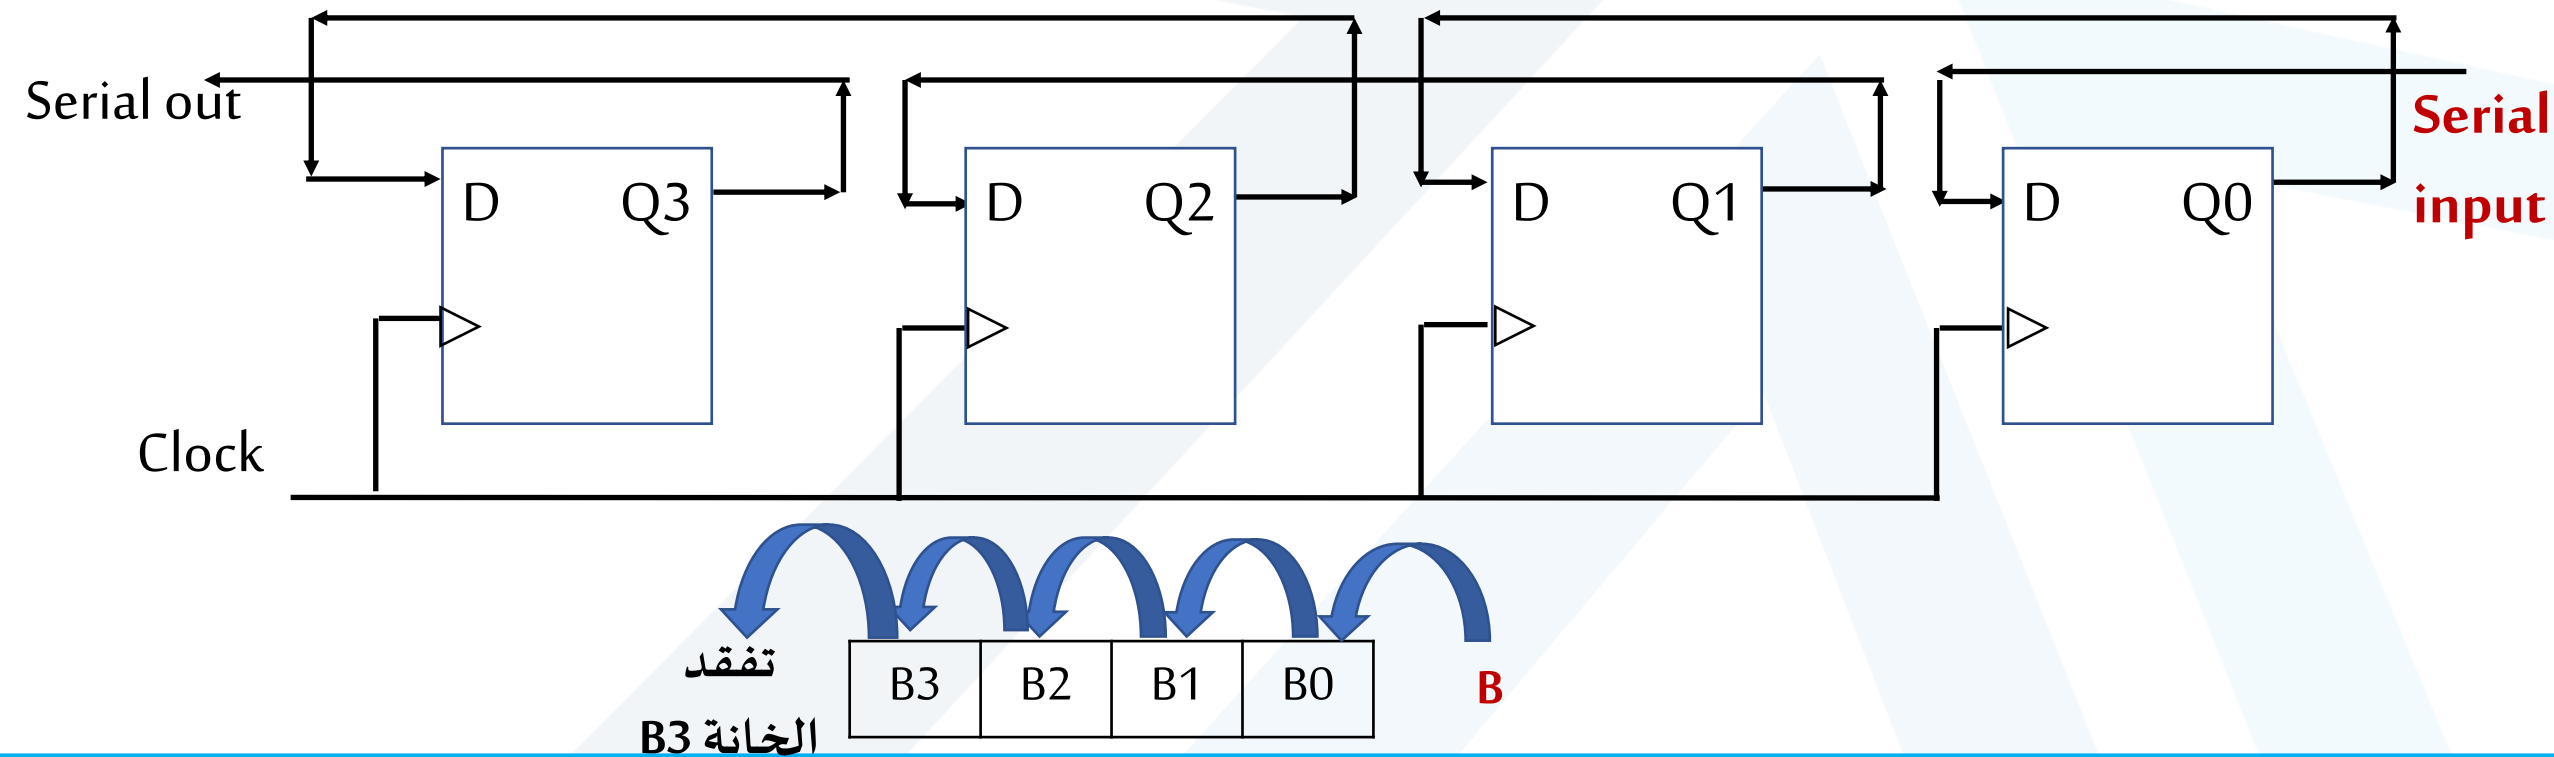 Serial out
Serial
input
D Q3
D Q2
D Q1
D Q0
Clock
B3 B2 B1 B0 B
تفقد
الخانة B3